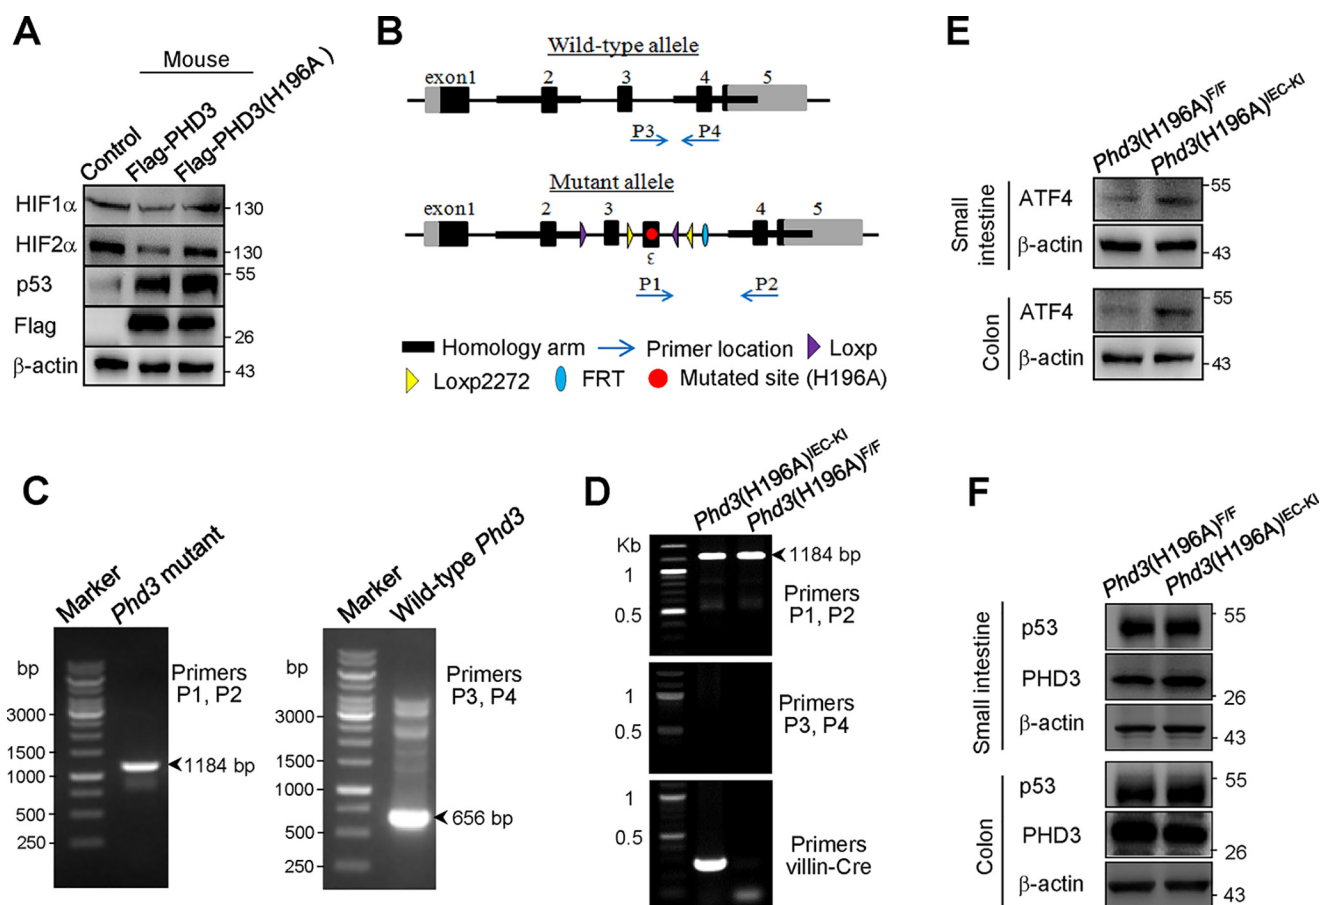 A
Mouse
Control
Flag-PHD3
Flag-PHD3(H196A)
HIF1α
130
HIF2α
130
p53
55
Flag
26
β-actin
43
B
Wild-type allele
exon1 2 3 4 5
P3 P4
Mutant allele
exon1 2 3 4 5
ε
P1 P2
Homology arm Primer location Loxp
Loxp2272 FRT Mutated site (H196A)
C
Marker
Phd3 mutant
bp
Primers
P1, P2
3000
1500
1000
500
250
1184 bp
Marker
Wild-type Phd3
bp
Primers
P3, P4
3000
1500
1000
500
250
656 bp
D
Phd3(H196A)IEC-KI
Phd3(H196A)F/F
Kb
1
0.5
1184 bp
Primers
P1, P2
1
0.5
Primers
P3, P4
1
0.5
Primers
villin-Cre
E
Phd3(H196A)F/F
Phd3(H196A)IEC-KI
Small
intestine
ATF4
55
β-actin
43
Colon
ATF4
55
β-actin
43
F
Phd3(H196A)F/F
Phd3(H196A)IEC-KI
Small intestine
p53
55
PHD3
26
β-actin
43
Colon
p53
55
PHD3
26
β-actin
43